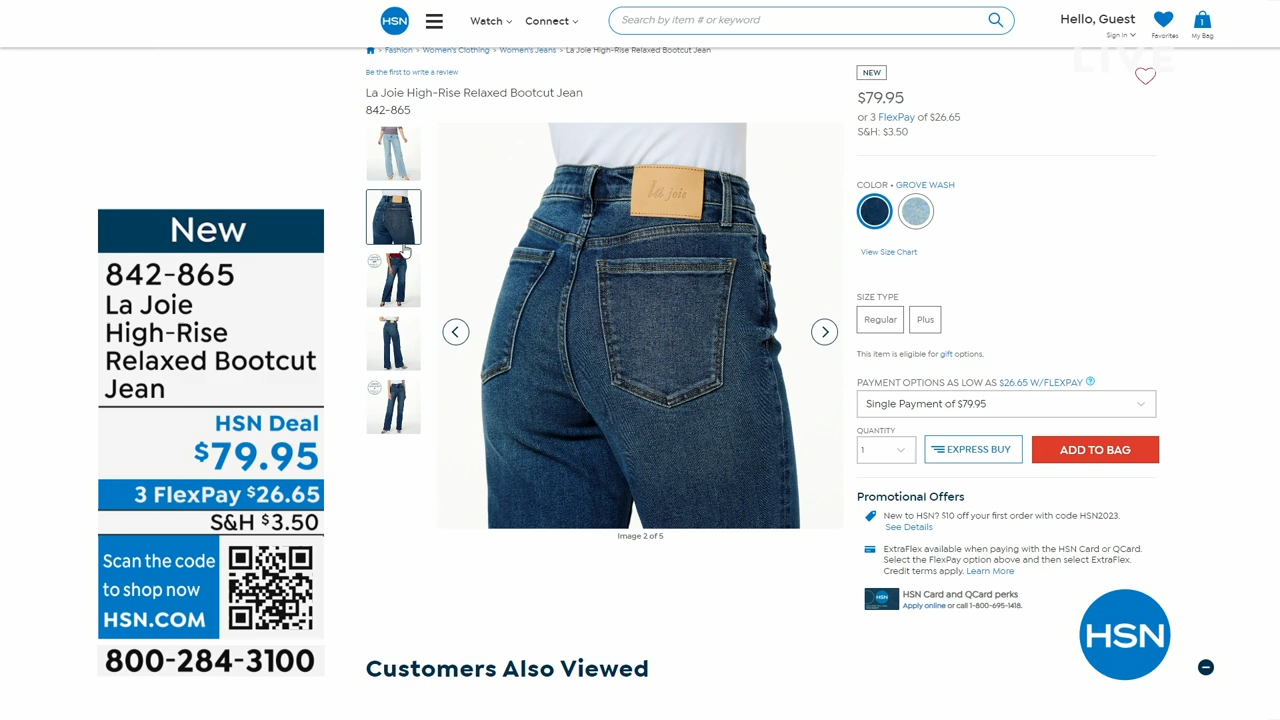 HSN
Watch
Connect
Search by item # or keyword
Hello, Guest
Sign In
Favorites
1
My Bag
LIVE
> Fashion > Women's Clothing > Women's Jeans > La Joie High-Rise Relaxed Bootcut Jean
Be the first to write a review
La Joie High-Rise Relaxed Bootcut Jean
842-865
la joie
Image 2 of 5
NEW
$79.95
or 3 FlexPay of $26.65
S&H: $3.50
COLOR • GROVE WASH
View Size Chart
SIZE TYPE
Regular
Plus
This item is eligible for gift options.
PAYMENT OPTIONS AS LOW AS $26.65 W/FLEXPAY ?
Single Payment of $79.95
QUANTITY
1
EXPRESS BUY
ADD TO BAG
Promotional Offers
New to HSN? $10 off your first order with code HSN2023.
See Details
ExtraFlex available when paying with the HSN Card or QCard.
Select the FlexPay option above and then select ExtraFlex.
Credit terms apply. Learn More
HSN
HSN Card and QCard perks
Apply online or call 1-800-695-1418.
New
842-865
La Joie
High-Rise
Relaxed Bootcut
Jean
HSN Deal
$79.95
3 FlexPay $26.65
S&H $3.50
Scan the code
to shop now
HSN.COM
800-284-3100
Customers Also Viewed
HSN